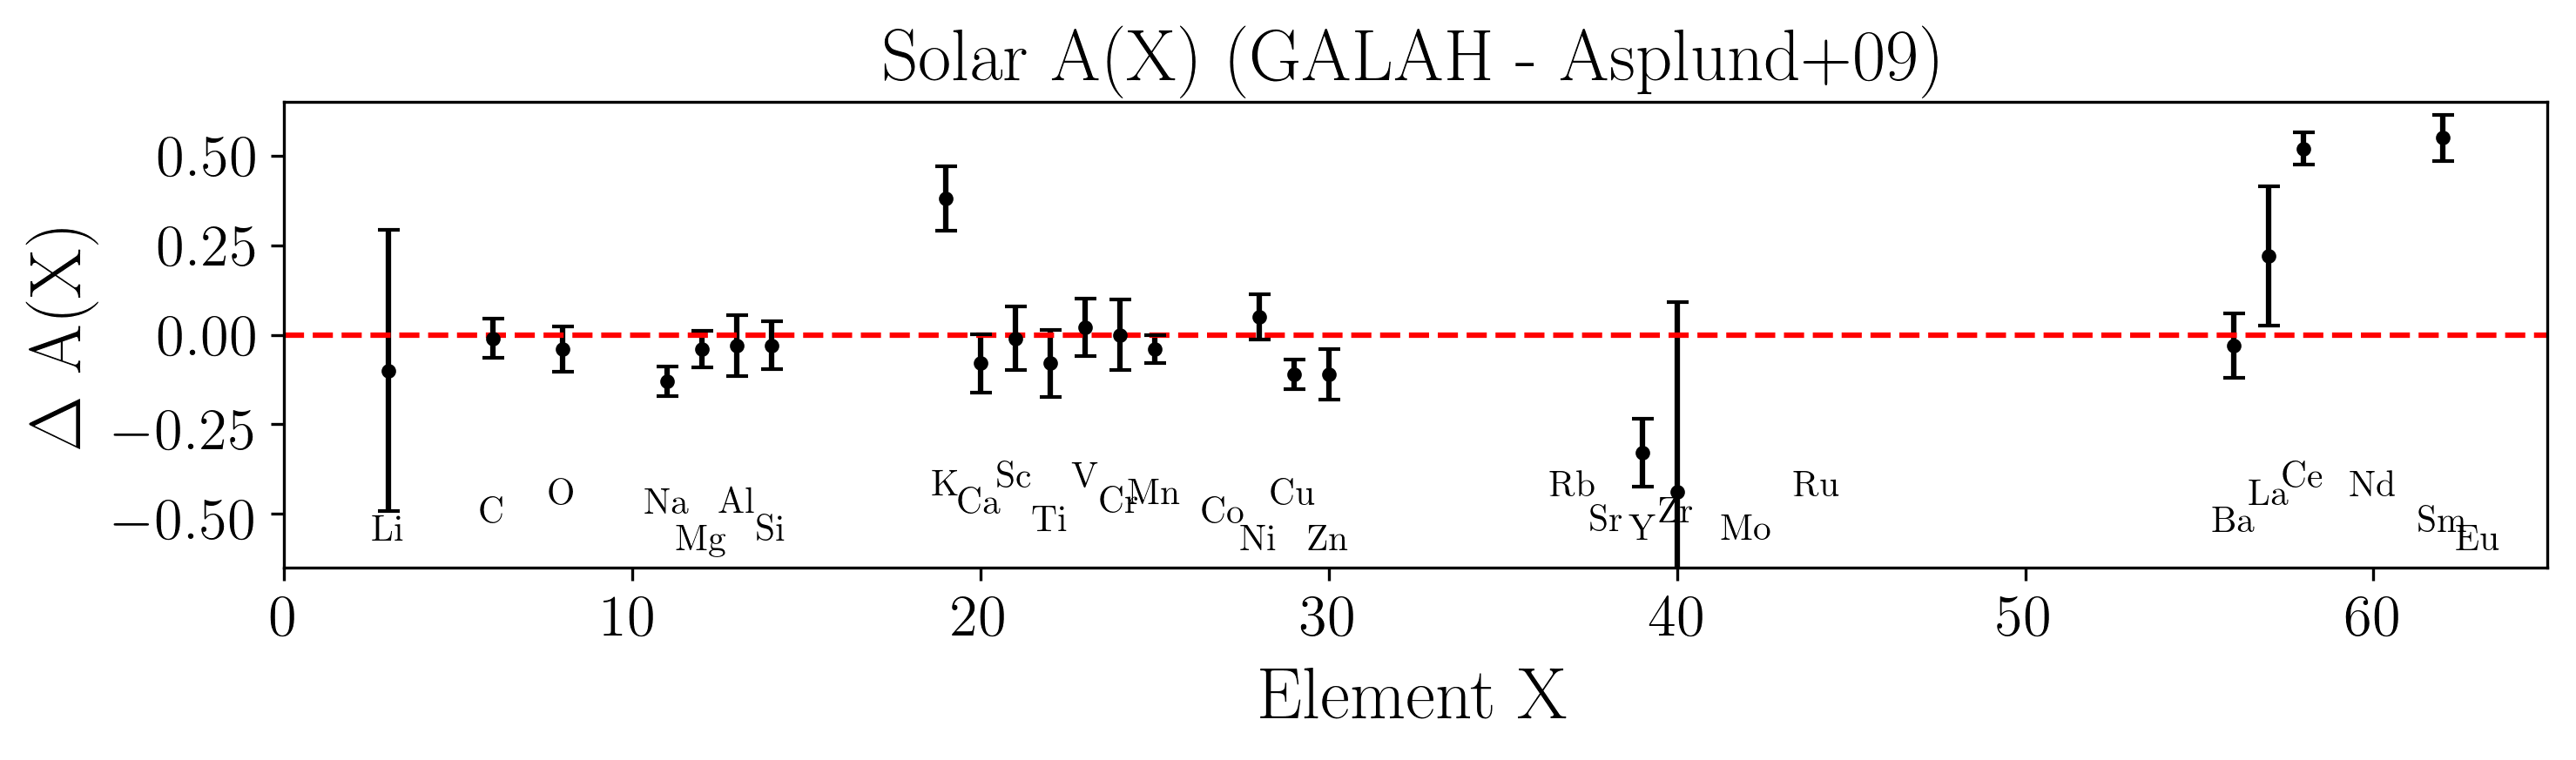 Solar A(X) (GALAH - Asplund+09)
Δ A(X)
0.50
0.25
0.00
−0.25
−0.50
Li
C
O
Na
Mg
Al
Si
K
Ca
Sc
Ti
V
Cr
Mn
Co
Ni
Cu
Zn
Rb
Sr
Y
Zr
Mo
Ru
Ba
La
Ce
Nd
Sm
Eu
0 10 20 30 40 50 60
Element X